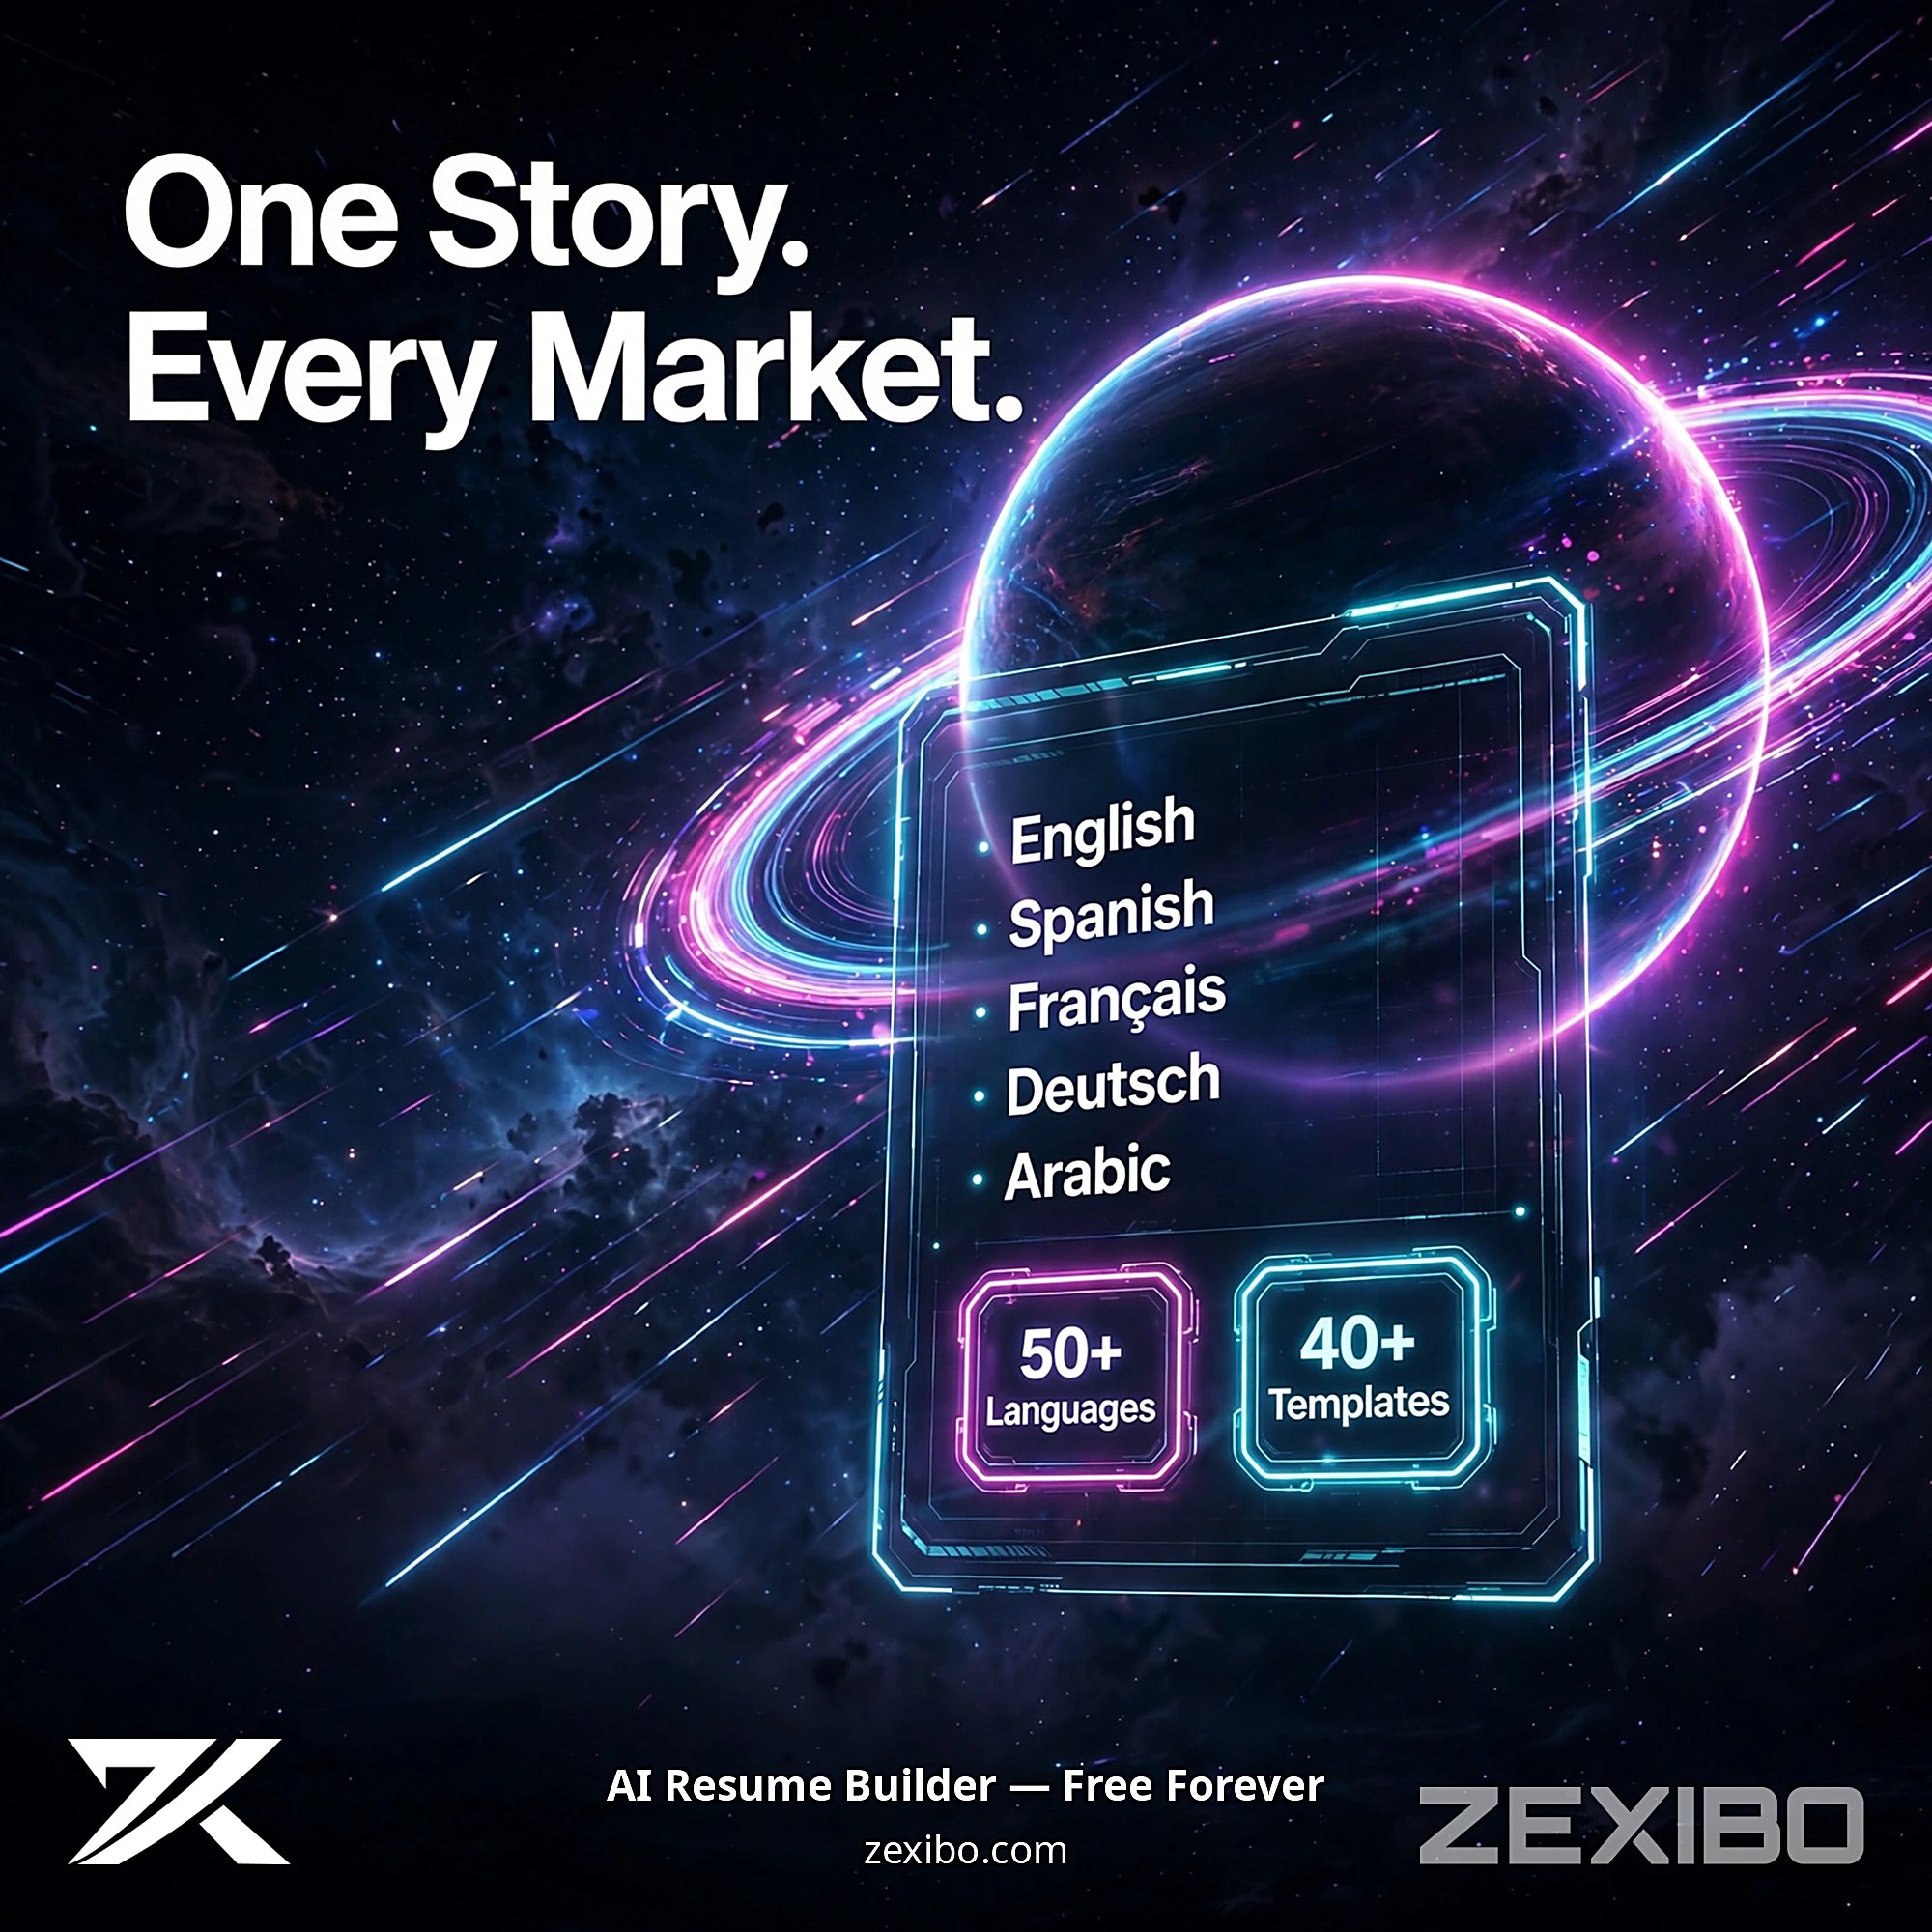 One Story.
Every Market.
• English
• Spanish
• Français
• Deutsch
• Arabic
50+
Languages
40+
Templates
AI Resume Builder — Free Forever
zexibo.com
ZEXIBO